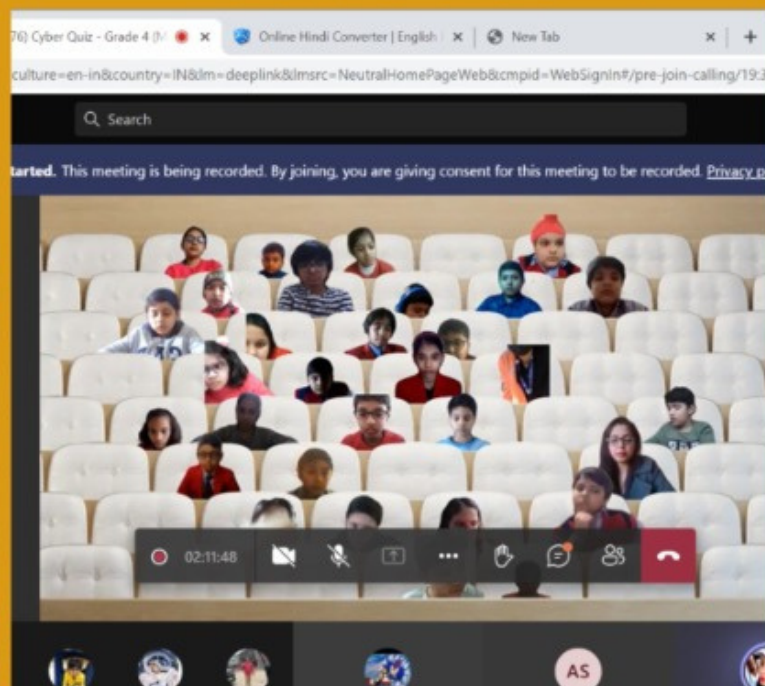 76) Cyber Quiz - Grade 4 (M
Online Hindi Converter | English
New Tab
culture=en-in&country=IN&lm=deeplink&lmsrc=NeutralHomePageWeb&cmpid=WebSignIn#/pre-join-calling/19:3
Search
tarted. This meeting is being recorded. By joining, you are giving consent for this meeting to be recorded. Privacy p
02:11:48
AS